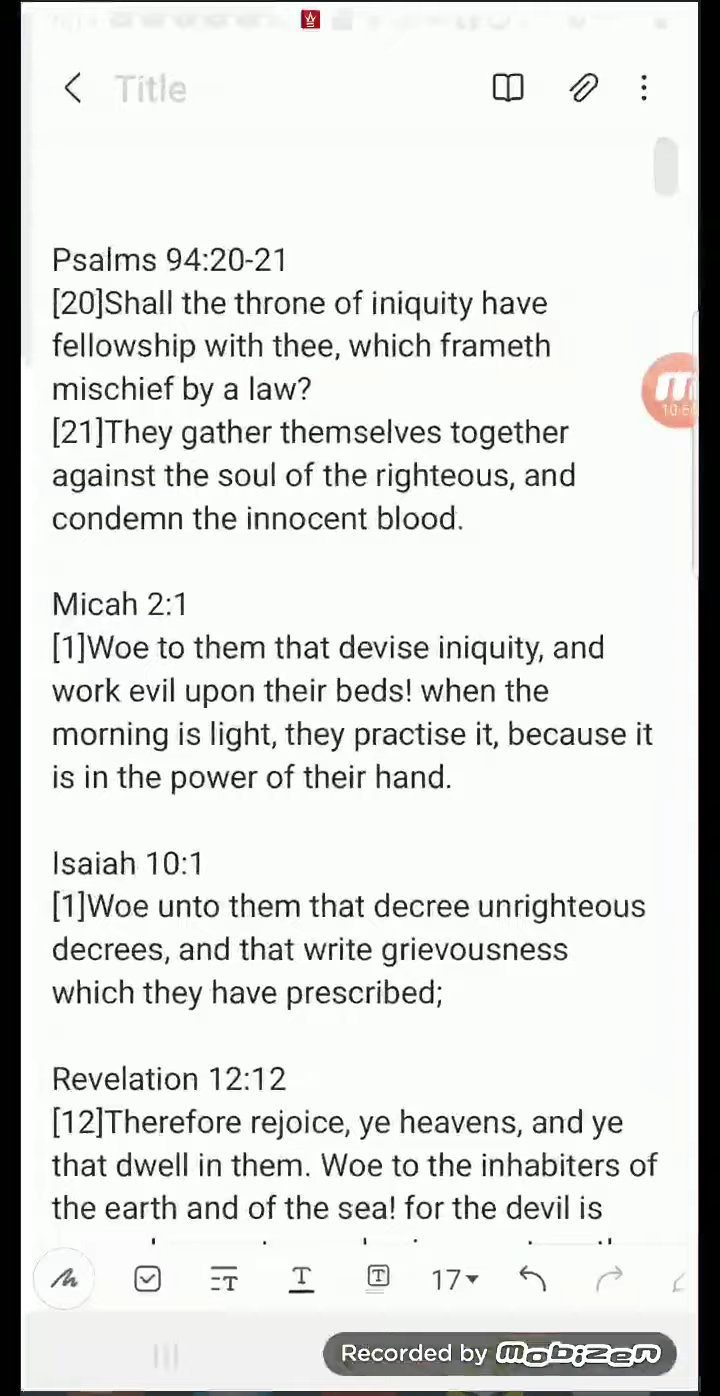 Title
Psalms 94:20-21
[20]Shall the throne of iniquity have
fellowship with thee, which frameth
mischief by a law?
[21]They gather themselves together
against the soul of the righteous, and
condemn the innocent blood.
Micah 2:1
[1]Woe to them that devise iniquity, and
work evil upon their beds! when the
morning is light, they practise it, because it
is in the power of their hand.
Isaiah 10:1
[1]Woe unto them that decree unrighteous
decrees, and that write grievousness
which they have prescribed;
Revelation 12:12
[12]Therefore rejoice, ye heavens, and ye
that dwell in them. Woe to the inhabiters of
the earth and of the sea! for the devil is
17
Recorded by mobizen